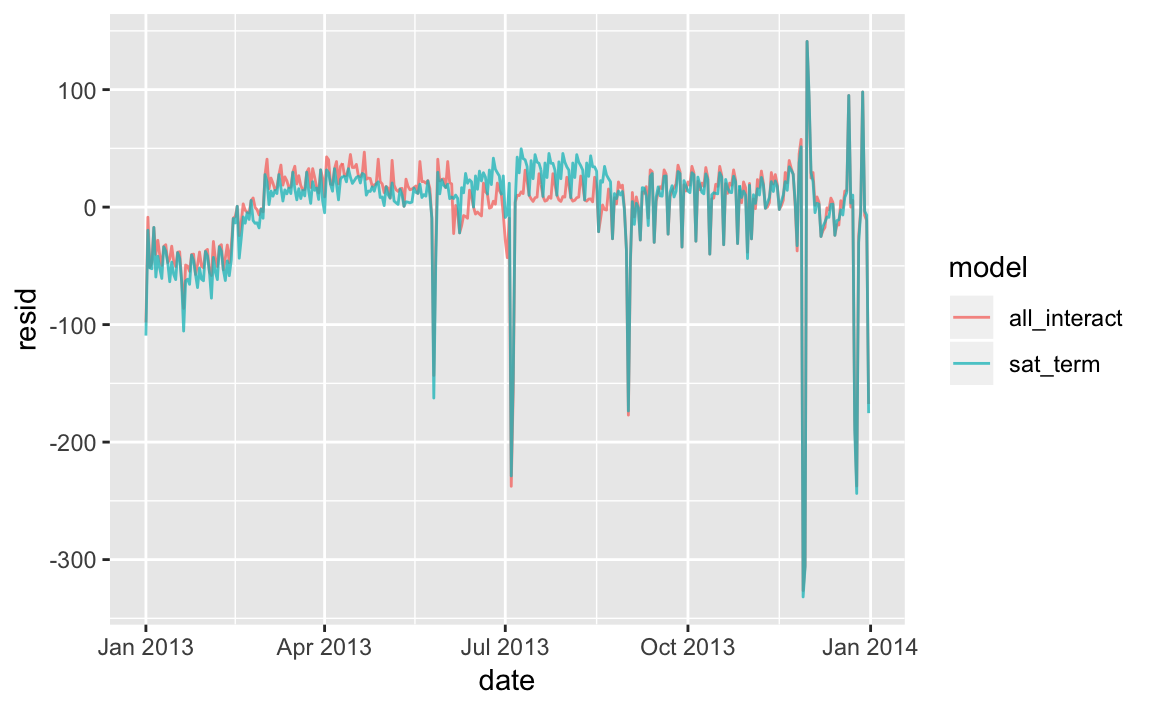 100
0
-100
-200
-300
resid
Jan 2013
Apr 2013
Jul 2013
Oct 2013
Jan 2014
date
model
all_interact
sat_term